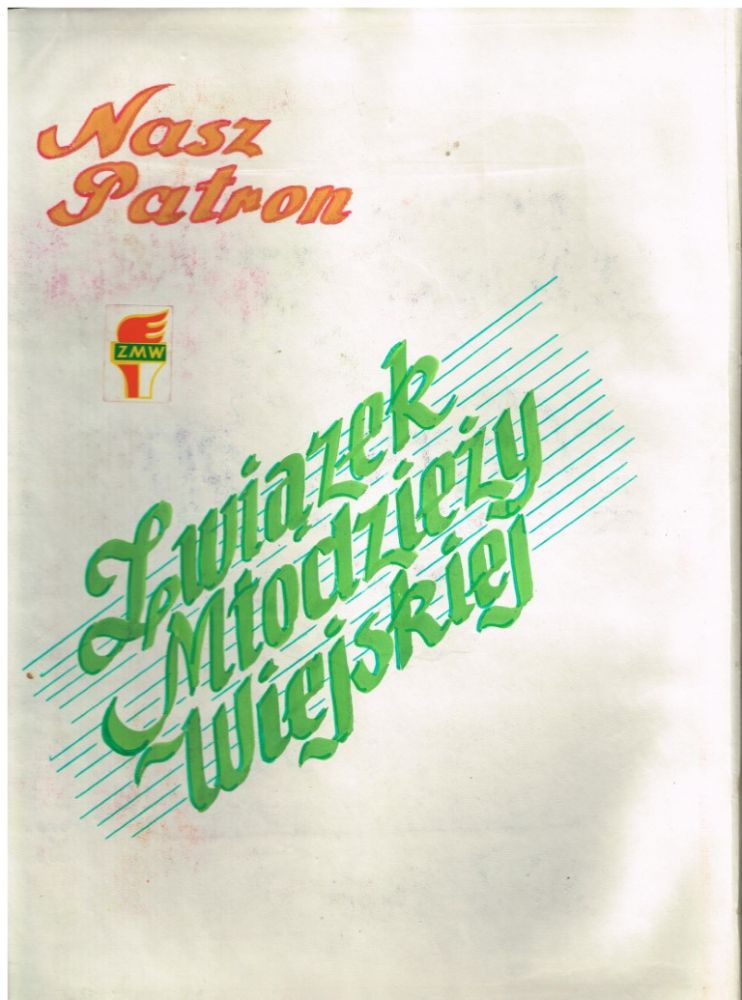 Nasz
Patron
ZMW
Związek
Młodzieży
Wiejskiej